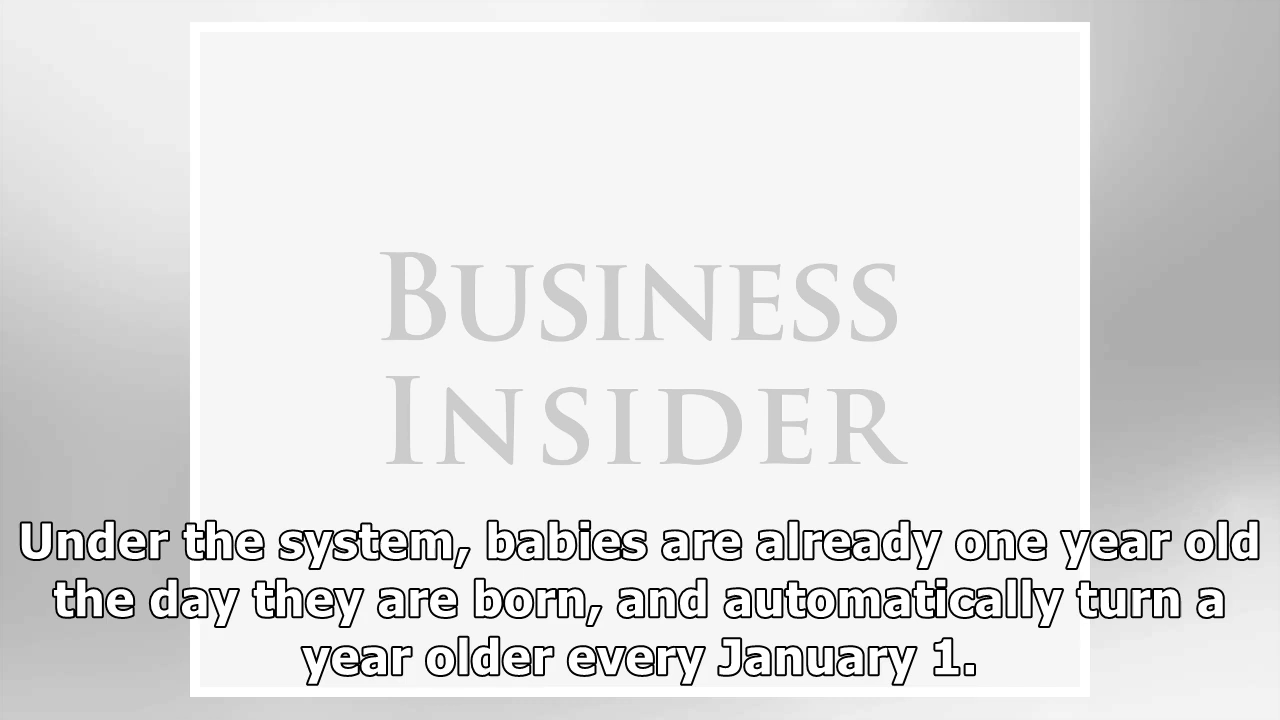 BUSINESS
INSIDER
Under the system, babies are already one year old
the day they are born, and automatically turn a
year older every January 1.